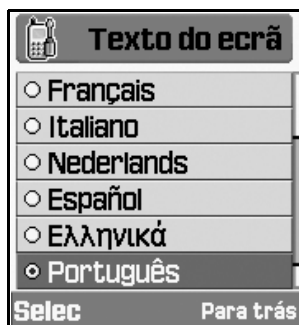 Texto do ecrã
Français
Italiano
Nederlands
Español
Ελληνικά
Português
Selec Para trás